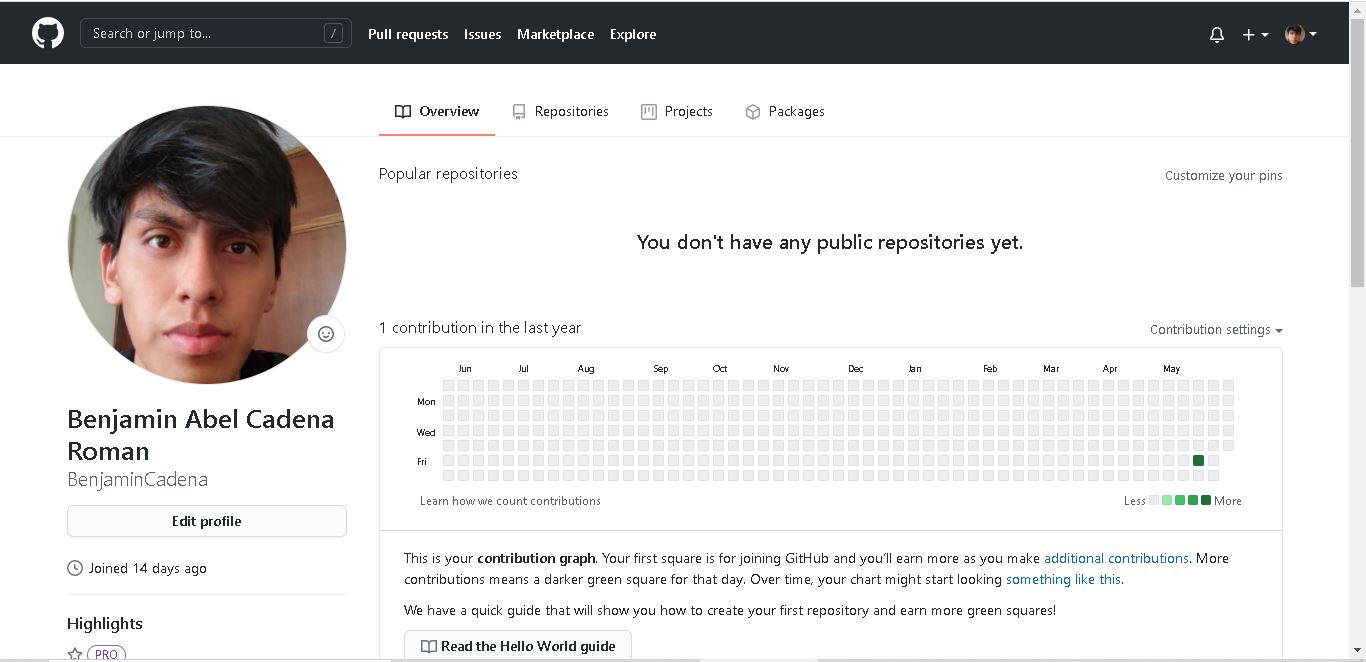 Search or jump to... /
Pull requests Issues Marketplace Explore
Overview Repositories Projects Packages
Popular repositories Customize your pins
You don't have any public repositories yet.
1 contribution in the last year Contribution settings
Jun Jul Aug Sep Oct Nov Dec Jan Feb Mar Apr May
Mon
Wed
Fri
Learn how we count contributions Less More
This is your contribution graph. Your first square is for joining GitHub and you'll earn more as you make additional contributions. More
contributions means a darker green square for that day. Over time, your chart might start looking something like this.
We have a quick guide that will show you how to create your first repository and earn more green squares!
Read the Hello World guide
Benjamin Abel Cadena
Roman
BenjaminCadena
Edit profile
Joined 14 days ago
Highlights
PRO